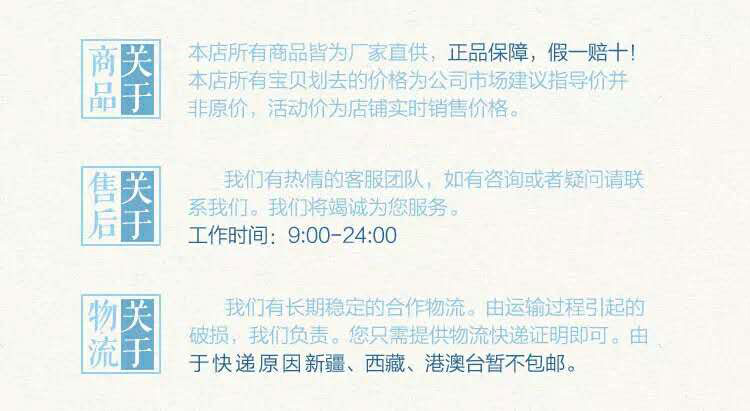 关于商品
本店所有商品皆为厂家直供，正品保障，假一赔十！
本店所有宝贝划去的价格为公司市场建议指导价并
非原价，活动价为店铺实时销售价格。
关于售后
我们有热情的客服团队，如有咨询或者疑问请联
系我们。我们将竭诚为您服务。
工作时间：9:00-24:00
关于物流
我们有长期稳定的合作物流。由运输过程引起的
破损，我们负责。您只需提供物流快递证明即可。由
于快递原因新疆、西藏、港澳台暂不包邮。